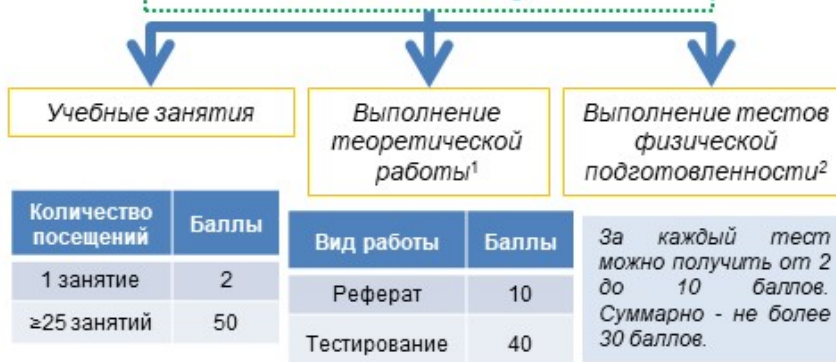 Учебные занятия
Выполнение
теоретической
работы¹
Выполнение тестов
физической
подготовленности²
Количество
посещений
Баллы
1 занятие
2
≥25 занятий
50
Вид работы
Баллы
Реферат
10
Тестирование
40
За каждый тест
можно получить от 2
до 10 баллов.
Суммарно - не более
30 баллов.